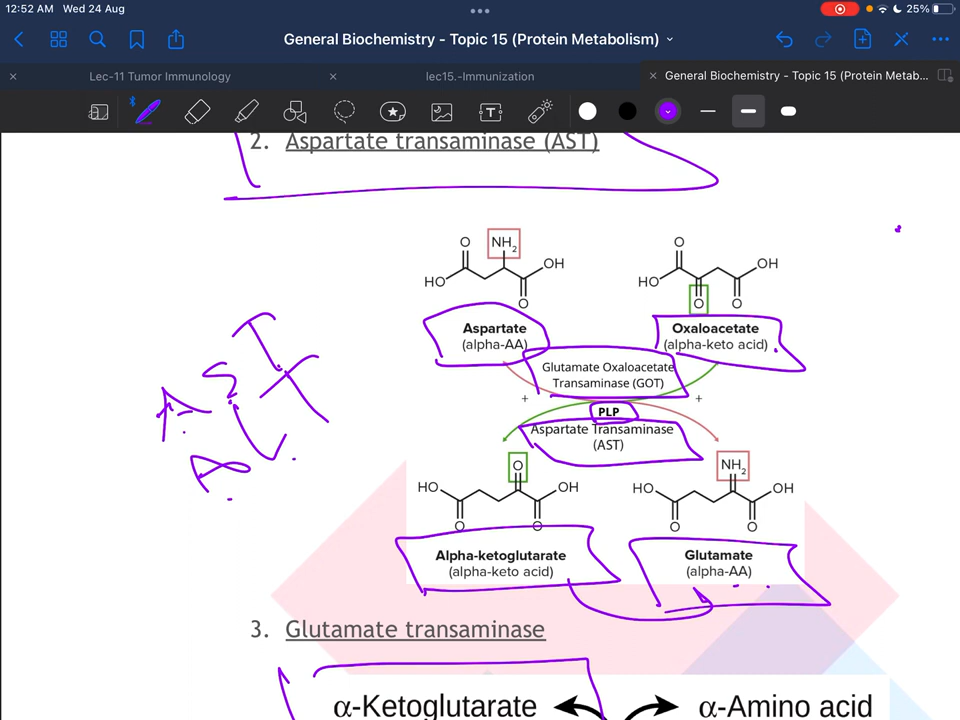 12:52 AM Wed 24 Aug
25%
General Biochemistry - Topic 15 (Protein Metabolism)
Lec-11 Tumor Immunology
lec15.-Immunization
General Biochemistry - Topic 15 (Protein Metab...
2. Aspartate transaminase (AST)
NH2
O
O
HO
OH
HO
OH
O
O
O
Aspartate
(alpha-AA)
Oxaloacetate
(alpha-keto acid)
Glutamate Oxaloacetate
Transaminase (GOT)
+
+
PLP
Aspartate Transaminase
(AST)
O
NH2
HO
OH
HO
OH
O
O
O
O
Alpha-ketoglutarate
(alpha-keto acid)
Glutamate
(alpha-AA)
AST
AL
3. Glutamate transaminase
α-Ketoglutarate
α-Amino acid